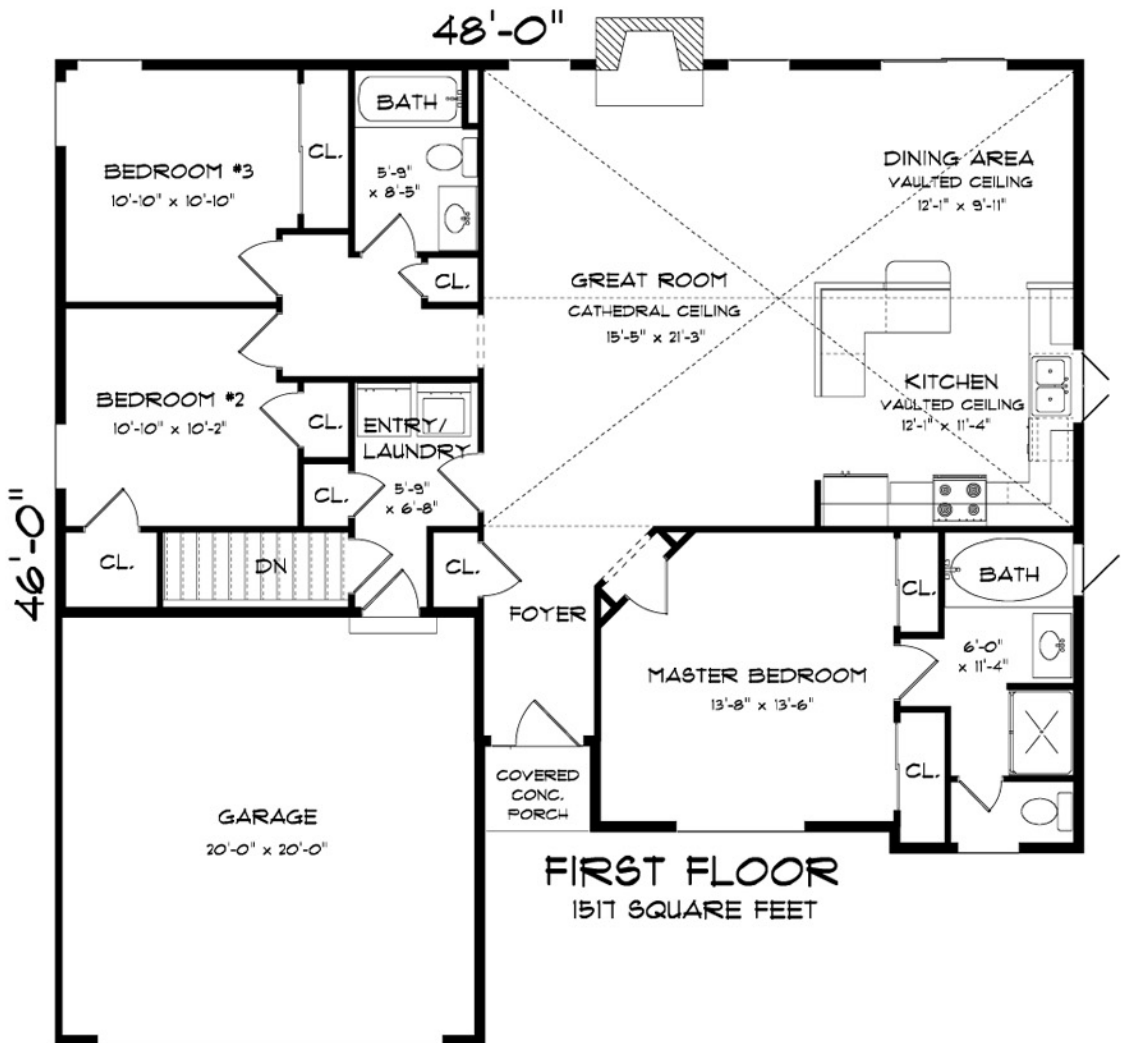 48'-0"
BATH
BEDROOM #3
10'-10" x 10'-10"
CL.
5'-9"
x 8'-5"
DINING AREA
VAULTED CEILING
12'-1" x 9'-11"
CL.
GREAT ROOM
CATHEDRAL CEILING
15'-5" x 21'-3"
BEDROOM #2
10'-10" x 10'-2"
CL.
ENTRY/
LAUNDRY
5'-9"
x 6'-8"
CL.
KITCHEN
VAULTED CEILING
12'-1" x 11'-4"
46'-0"
CL.
DN
CL.
FOYER
CL.
BATH
6'-0"
x 11'-4"
MASTER BEDROOM
13'-8" x 13'-6"
CL.
COVERED
CONC.
PORCH
GARAGE
20'-0" x 20'-0"
FIRST FLOOR
1517 SQUARE FEET